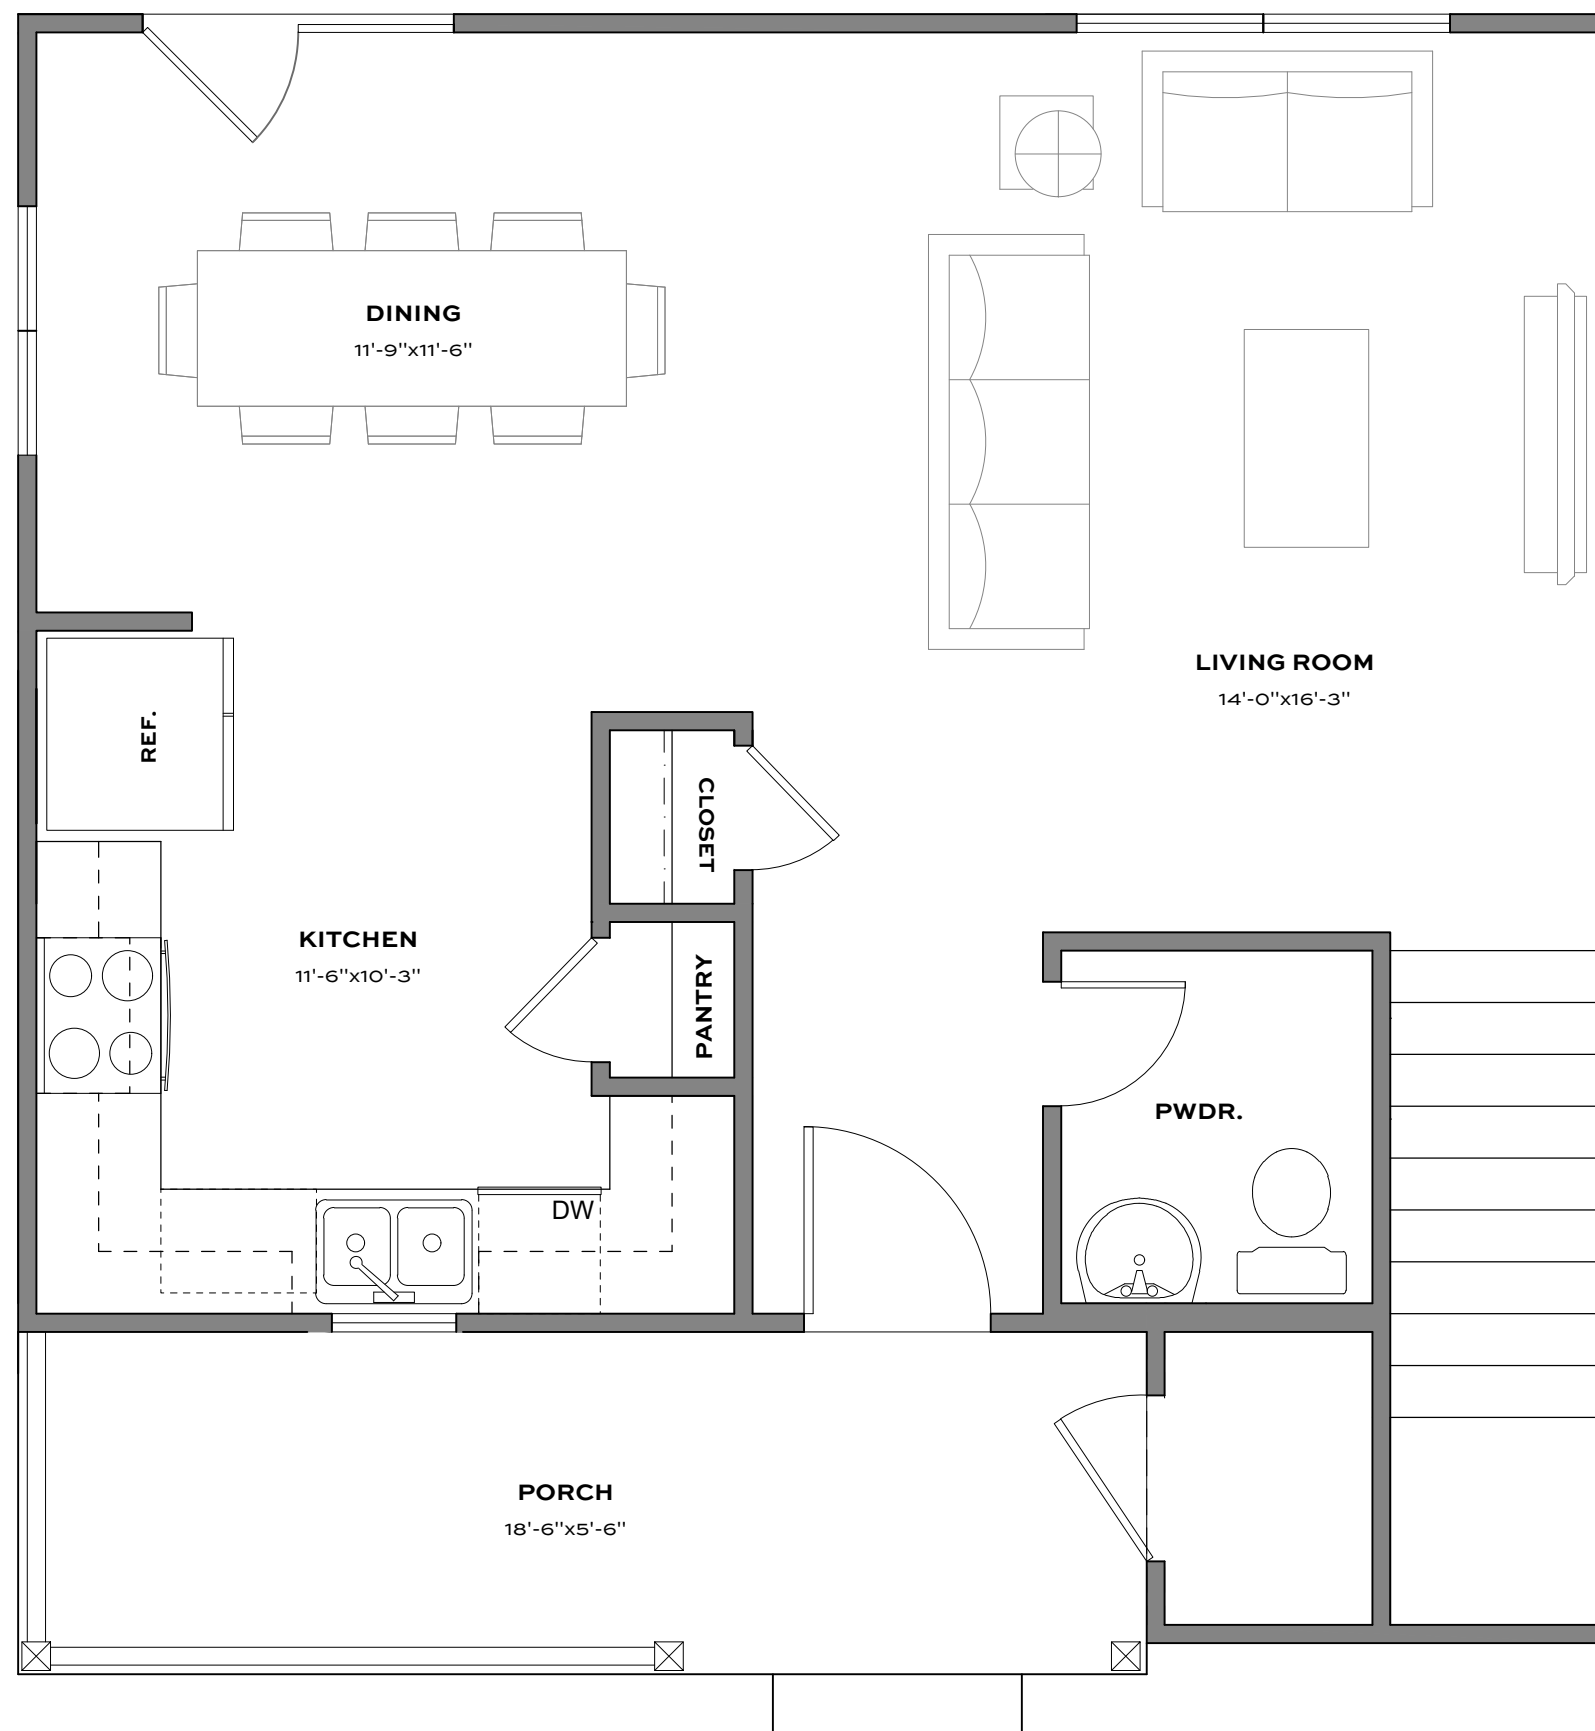 DINING
11'-9"x11'-6"
LIVING ROOM
14'-0"x16'-3"
REF.
CLOSET
KITCHEN
11'-6"x10'-3"
PANTRY
PWDR.
DW
PORCH
18'-6"x5'-6"